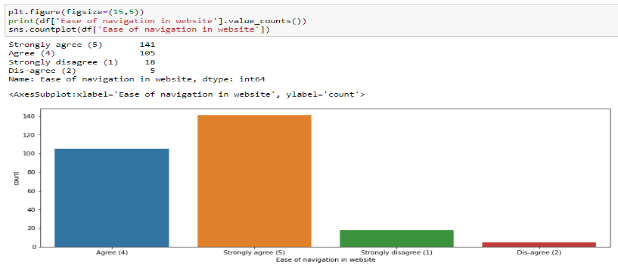 plt.figure(figsize=(15,5))
print(df['Ease of navigation in website'].value_counts())
sns.countplot(df['Ease of navigation in website'])
Strongly agree (5) 141
Agree (4) 105
Strongly disagree (1) 18
Dis-agree (2) 5
Name: Ease of navigation in website, dtype: int64
<AxesSubplot:xlabel='Ease of navigation in website', ylabel='count'>
140
120
100
80
60
40
20
0
count
Agree (4) Strongly agree (5) Strongly disagree (1) Dis-agree (2)
Ease of navigation in website